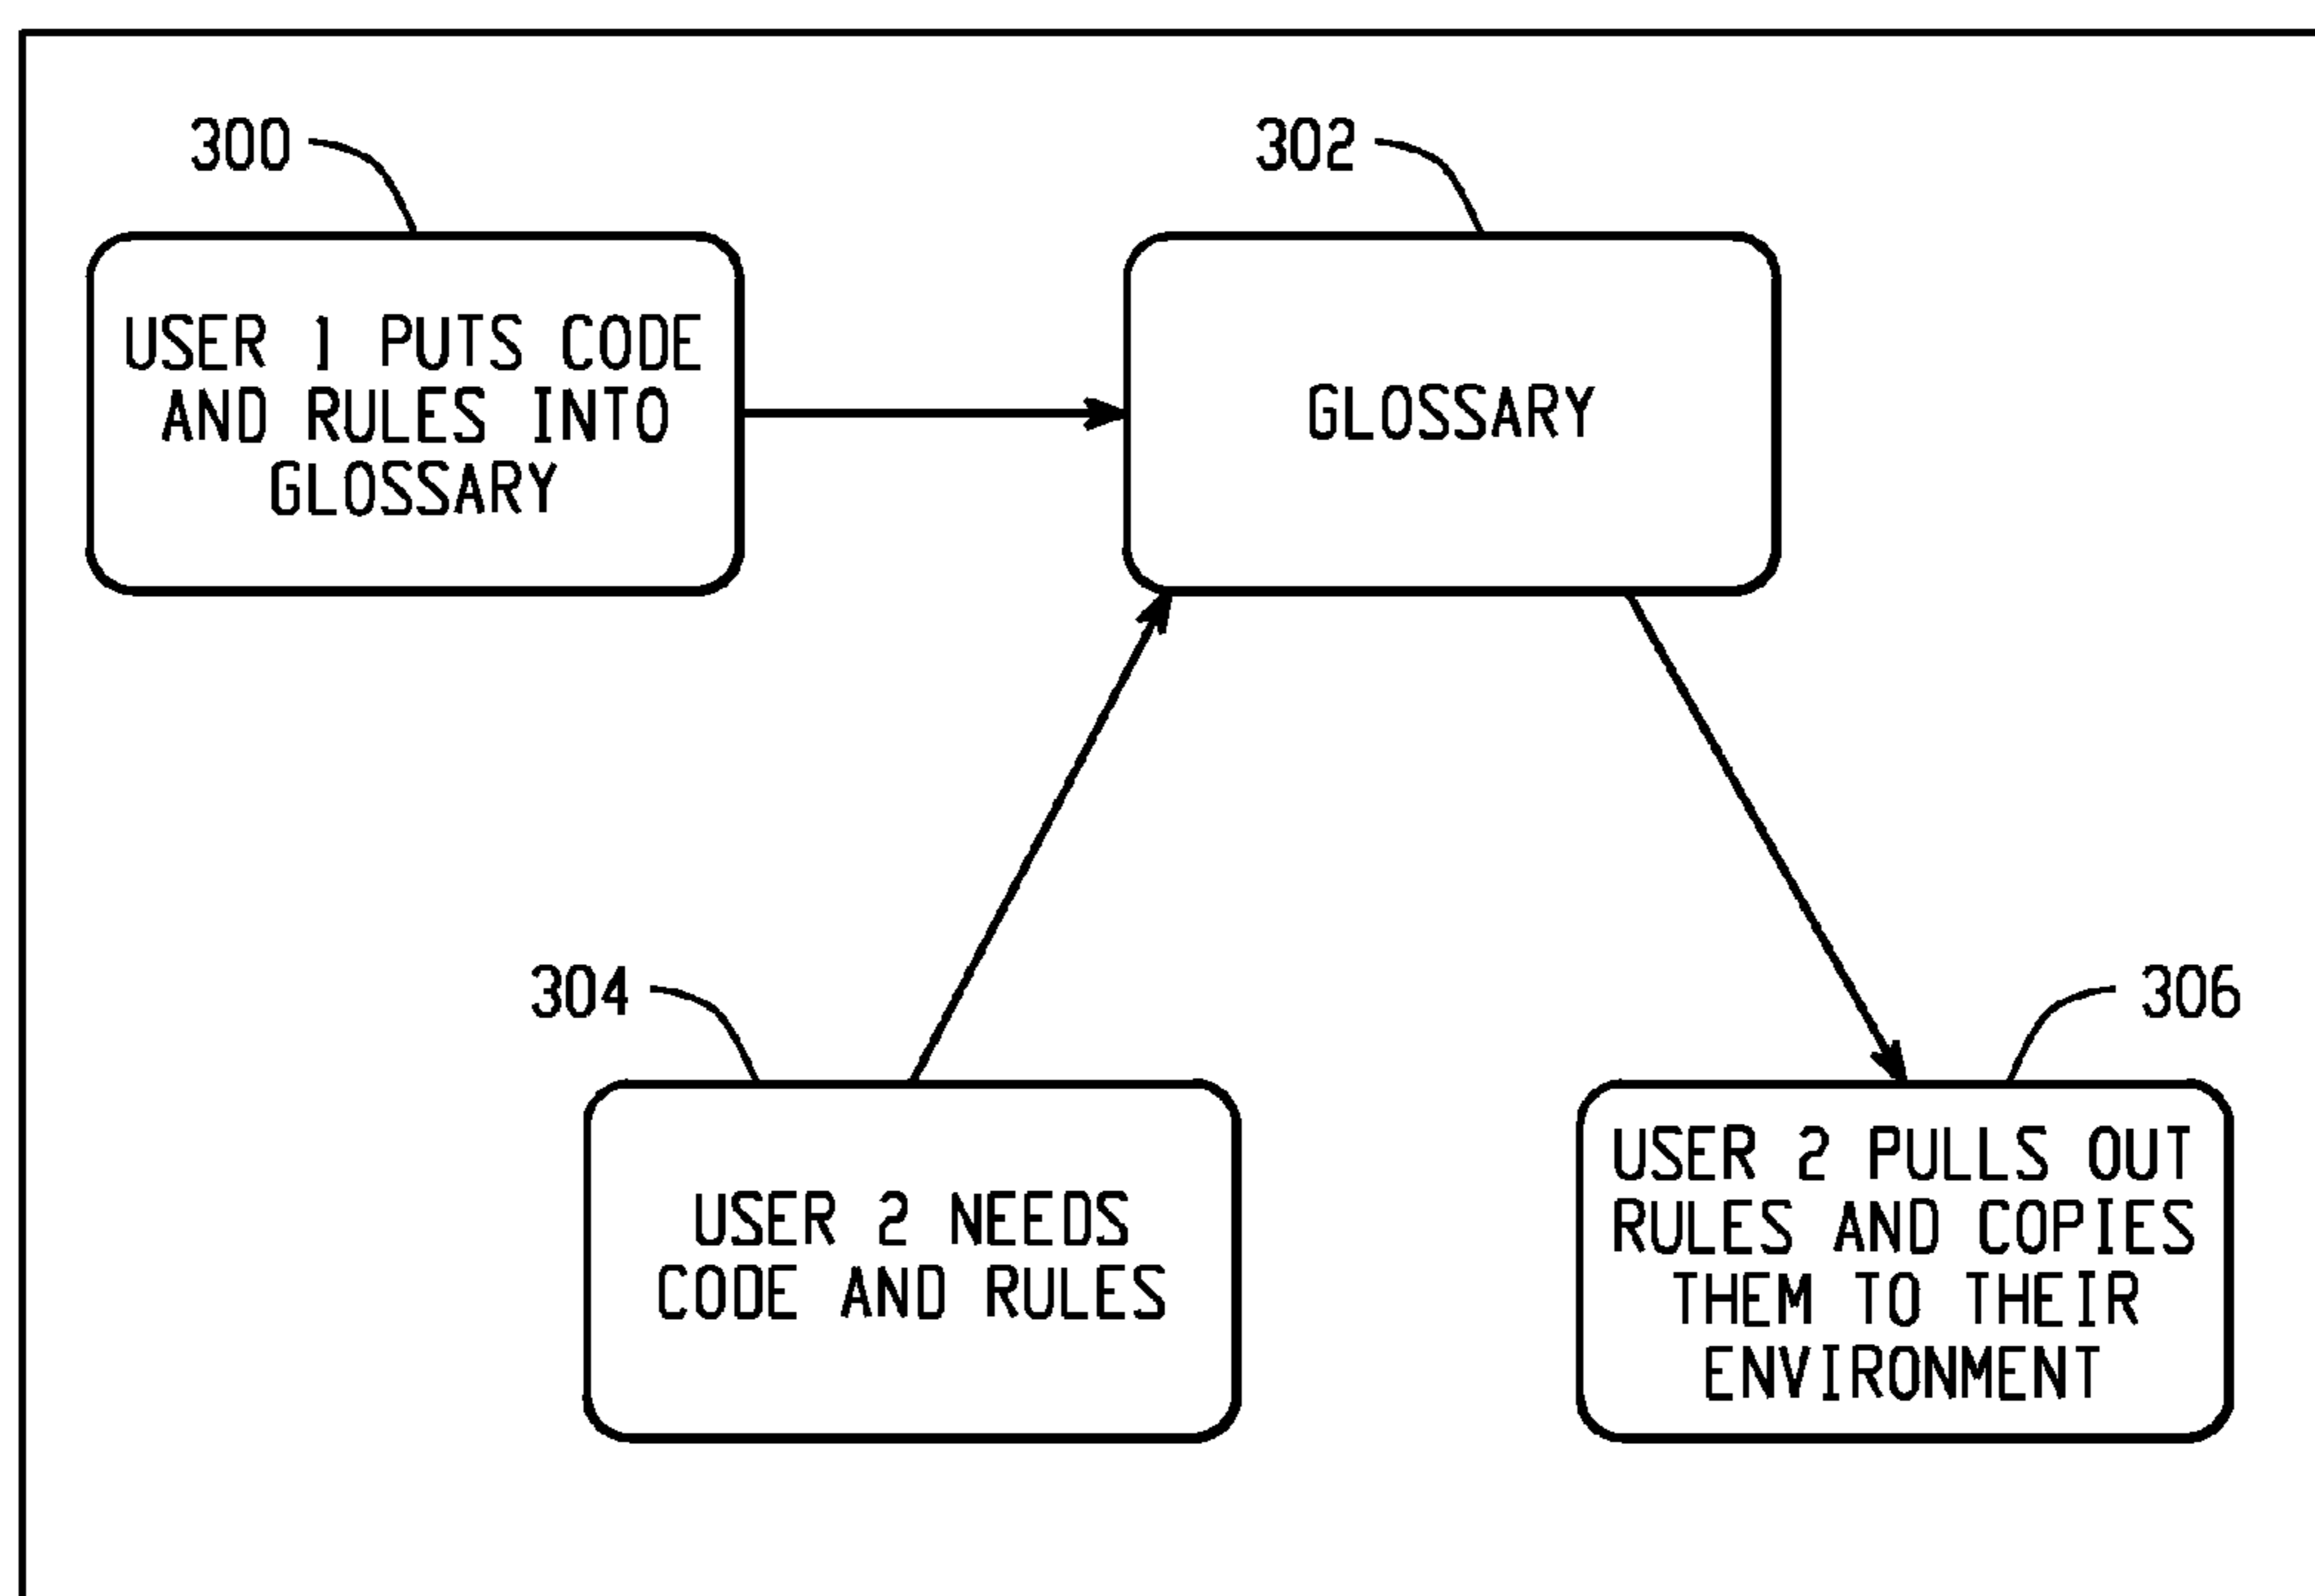 300
302
USER 1 PUTS CODE
AND RULES INTO
GLOSSARY
GLOSSARY
304
306
USER 2 NEEDS
CODE AND RULES
USER 2 PULLS OUT
RULES AND COPIES
THEM TO THEIR
ENVIRONMENT